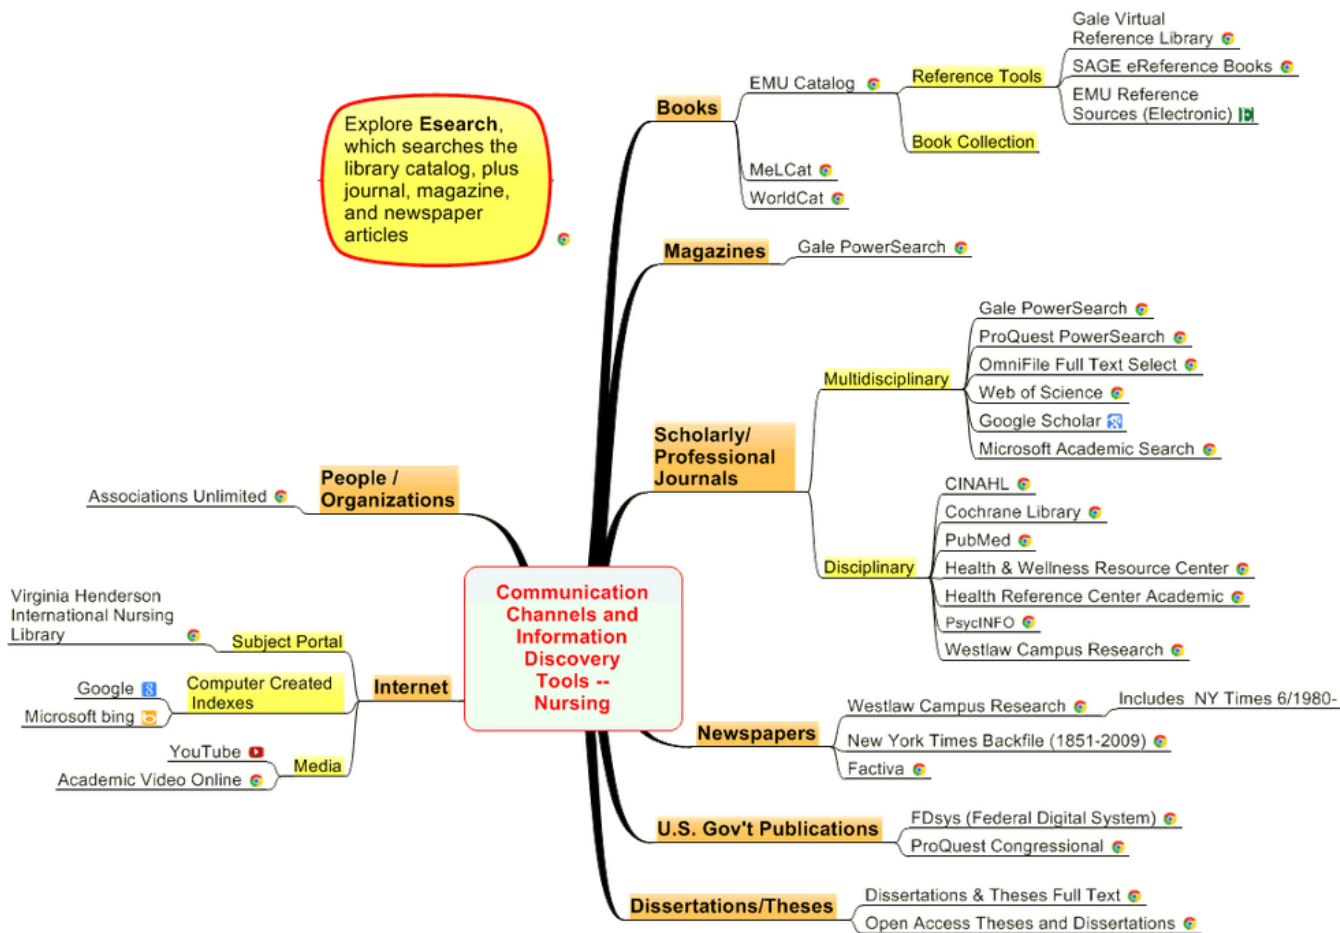 Explore Esearch,
which searches the
library catalog, plus
journal, magazine,
and newspaper
articles
Communication
Channels and
Information
Discovery
Tools --
Nursing
Books
EMU Catalog
Reference Tools
Gale Virtual
Reference Library
SAGE eReference Books
EMU Reference
Sources (Electronic)
Book Collection
MeLCat
WorldCat
Magazines
Gale PowerSearch
Scholarly/
Professional
Journals
Multidisciplinary
Gale PowerSearch
ProQuest PowerSearch
OmniFile Full Text Select
Web of Science
Google Scholar
Microsoft Academic Search
Disciplinary
CINAHL
Cochrane Library
PubMed
Health & Wellness Resource Center
Health Reference Center Academic
PsycINFO
Westlaw Campus Research
Newspapers
Westlaw Campus Research
Includes NY Times 6/1980-
New York Times Backfile (1851-2009)
Factiva
U.S. Gov't Publications
FDsys (Federal Digital System)
ProQuest Congressional
Dissertations/Theses
Dissertations & Theses Full Text
Open Access Theses and Dissertations
People /
Organizations
Associations Unlimited
Internet
Subject Portal
Virginia Henderson
International Nursing
Library
Computer Created
Indexes
Google
Microsoft bing
Media
YouTube
Academic Video Online